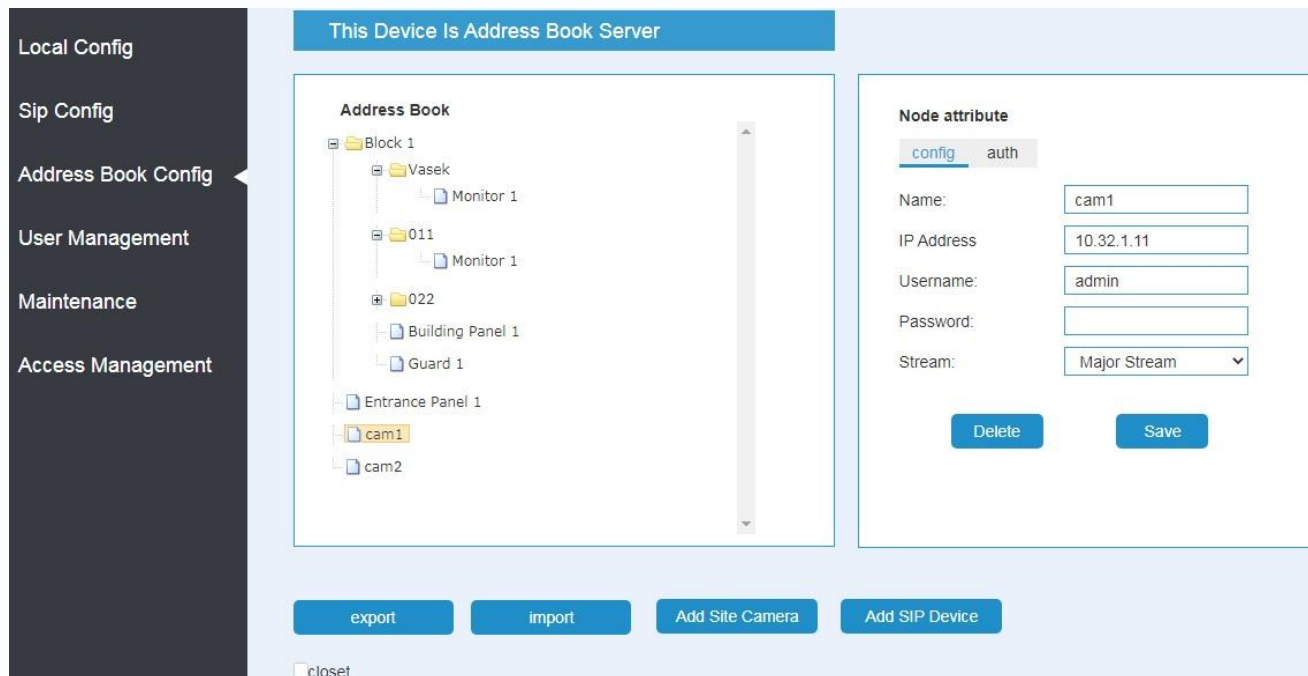 Local Config
Sip Config
Address Book Config
User Management
Maintenance
Access Management
This Device Is Address Book Server
Address Book
Block 1
Vasek
Monitor 1
011
Monitor 1
022
Building Panel 1
Guard 1
Entrance Panel 1
cam1
cam2
Node attribute
config auth
Name: cam1
IP Address 10.32.1.11
Username: admin
Password:
Stream: Major Stream
Delete Save
export import Add Site Camera Add SIP Device
closet